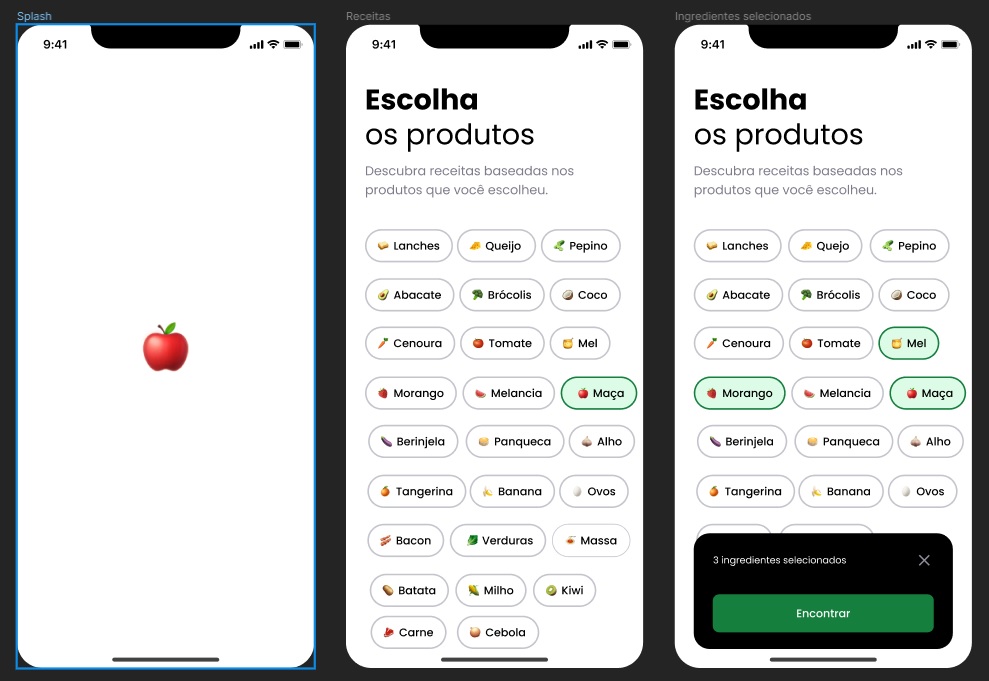 Splash
9:41
Receitas
9:41
Escolha
os produtos
Descubra receitas baseadas nos
produtos que você escolheu.
Lanches Queijo Pepino
Abacate Brócolis Coco
Cenoura Tomate Mel
Morango Melancia Maça
Berinjela Panqueca Alho
Tangerina Banana Ovos
Bacon Verduras Massa
Batata Milho Kiwi
Carne Cebola
Ingredientes selecionados
9:41
Escolha
os produtos
Descubra receitas baseadas nos
produtos que você escolheu.
Lanches Quejo Pepino
Abacate Brócolis Coco
Cenoura Tomate Mel
Morango Melancia Maça
Berinjela Panqueca Alho
Tangerina Banana Ovos
3 ingredientes selecionados
Encontrar